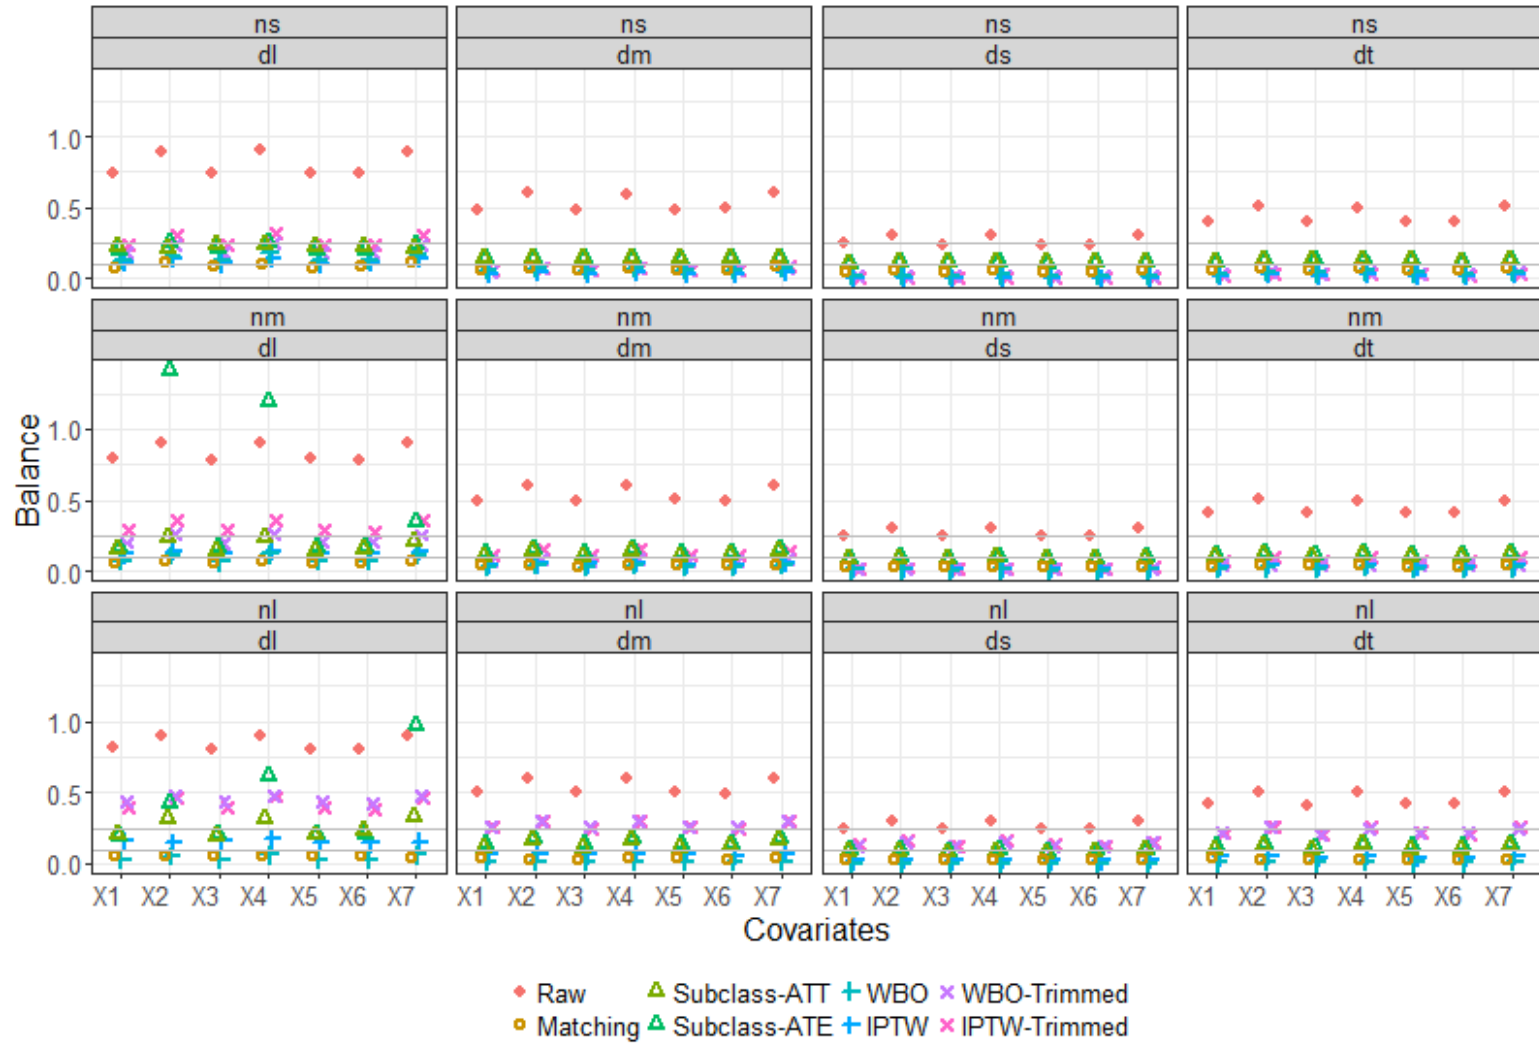 ns ns ns ns
dl dm ds dt
1.0
0.5
0.0
nm nm nm nm
dl dm ds dt
1.0
0.5
0.0
Balance
nl nl nl nl
dl dm ds dt
1.0
0.5
0.0
X1 X2 X3 X4 X5 X6 X7 X1 X2 X3 X4 X5 X6 X7 X1 X2 X3 X4 X5 X6 X7 X1 X2 X3 X4 X5 X6 X7
Covariates
Raw Subclass-ATT WBO WBO-Trimmed
Matching Subclass-ATE IPTW IPTW-Trimmed